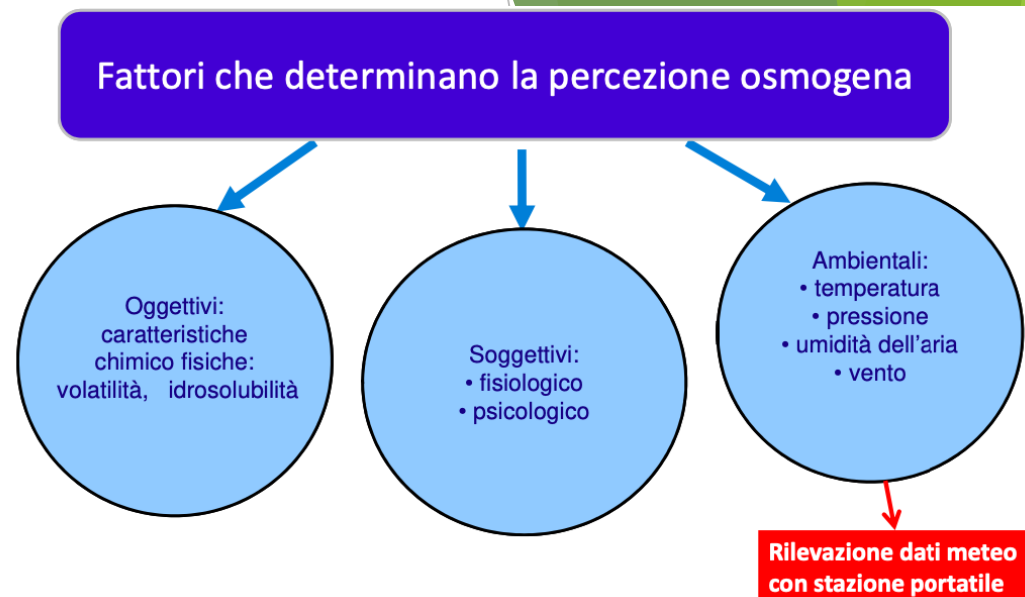 Fattori che determinano la percezione osmogena
Oggettivi:
caratteristiche
chimico fisiche:
volatilità, idrosolubilità
Soggettivi:
• fisiologico
• psicologico
Ambientali:
• temperatura
• pressione
• umidità dell'aria
• vento
Rilevazione dati meteo
con stazione portatile